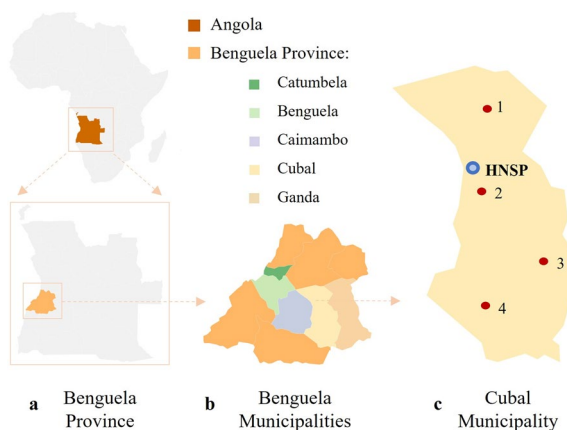 Angola
Benguela Province:
Catumbela
Benguela
Caimambo
Cubal
Ganda
1
HNSP
2
3
4
a Benguela
Province
b Benguela
Municipalities
c Cubal
Municipality